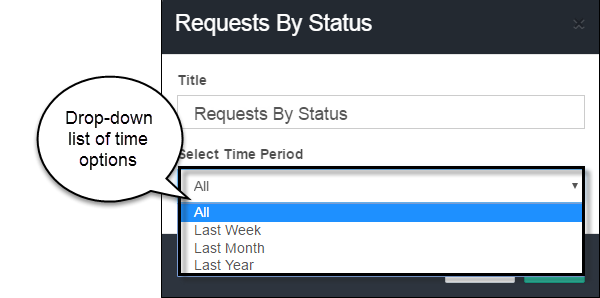 Requests By Status
×
Title
Requests By Status
Drop-down
list of time
options
Select Time Period
All
All
Last Week
Last Month
Last Year